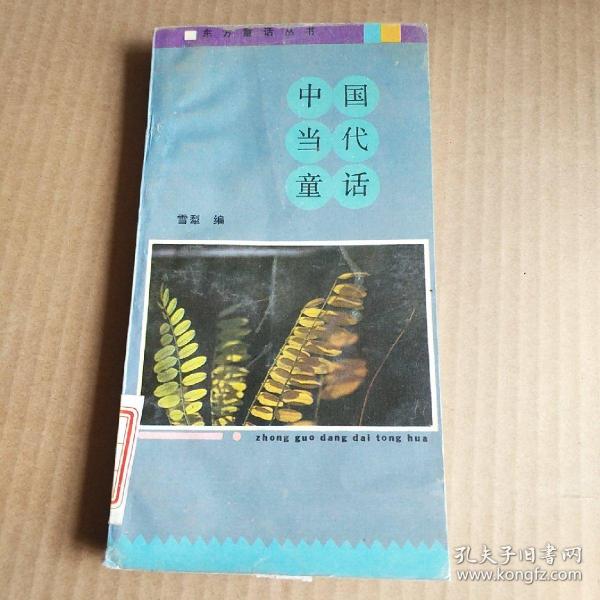 东方童话丛书
中国
当代
童话
雪犁 编
zhong guo dang dai tong hua
孔夫子旧书网
www.kongfz.com